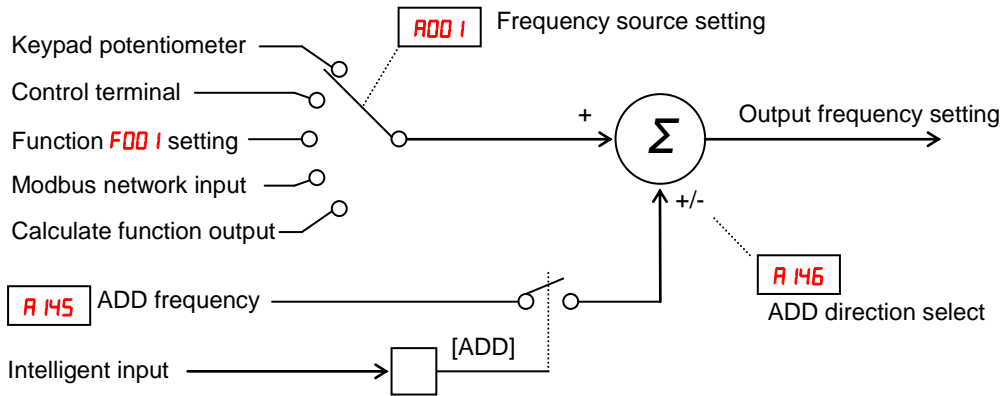 A001 Frequency source setting
Keypad potentiometer
Control terminal
Function F001 setting
Modbus network input
Calculate function output
+
Σ
Output frequency setting
+/-
A146
ADD direction select
A145 ADD frequency
[ADD]
Intelligent input